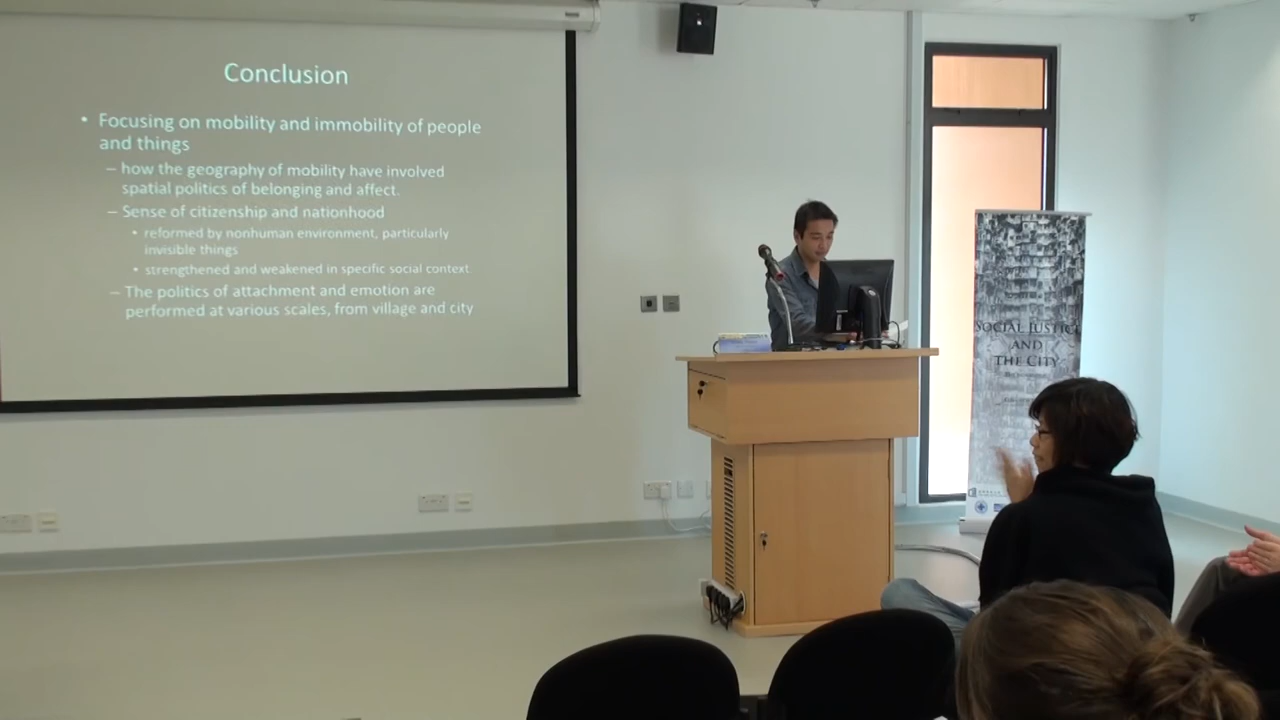 Conclusion
• Focusing on mobility and immobility of people
and things
– how the geography of mobility have involved
spatial politics of belonging and affect.
– Sense of citizenship and nationhood
• reformed by nonhuman environment, particularly
invisible things
• strengthened and weakened in specific social context
– The politics of attachment and emotion are
performed at various scales, from village and city
SOCIAL JUSTICE
AND
THE CITY